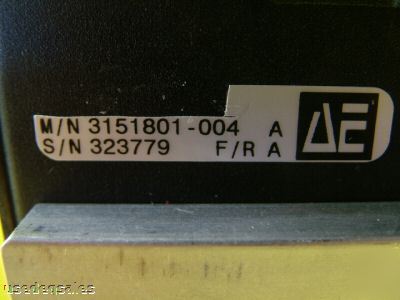 M/N 3151801-004 A
S/N 323779 F/R A
AE
usedeqsales